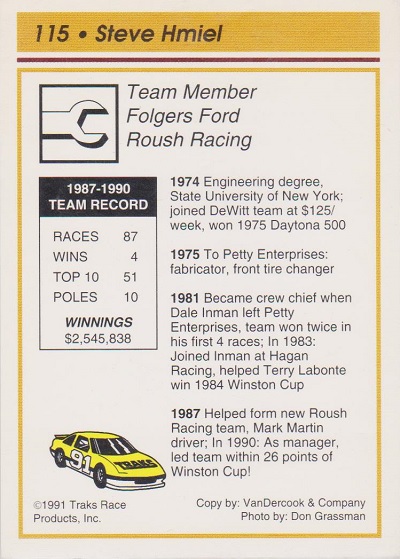 115 • Steve Hmiel
Team Member
Folgers Ford
Roush Racing
1987-1990
TEAM RECORD
RACES 87
WINS 4
TOP 10 51
POLES 10
WINNINGS
$2,545,838
1974 Engineering degree,
State University of New York;
joined DeWitt team at $125/
week, won 1975 Daytona 500
1975 To Petty Enterprises:
fabricator, front tire changer
1981 Became crew chief when
Dale Inman left Petty
Enterprises, team won twice in
his first 4 races; In 1983:
Joined Inman at Hagan
Racing, helped Terry Labonte
win 1984 Winston Cup
1987 Helped form new Roush
Racing team, Mark Martin
driver; In 1990: As manager,
led team within 26 points of
Winston Cup!
91
TRAKS
©1991 Traks Race
Products, Inc.
Copy by: VanDercook & Company
Photo by: Don Grassman